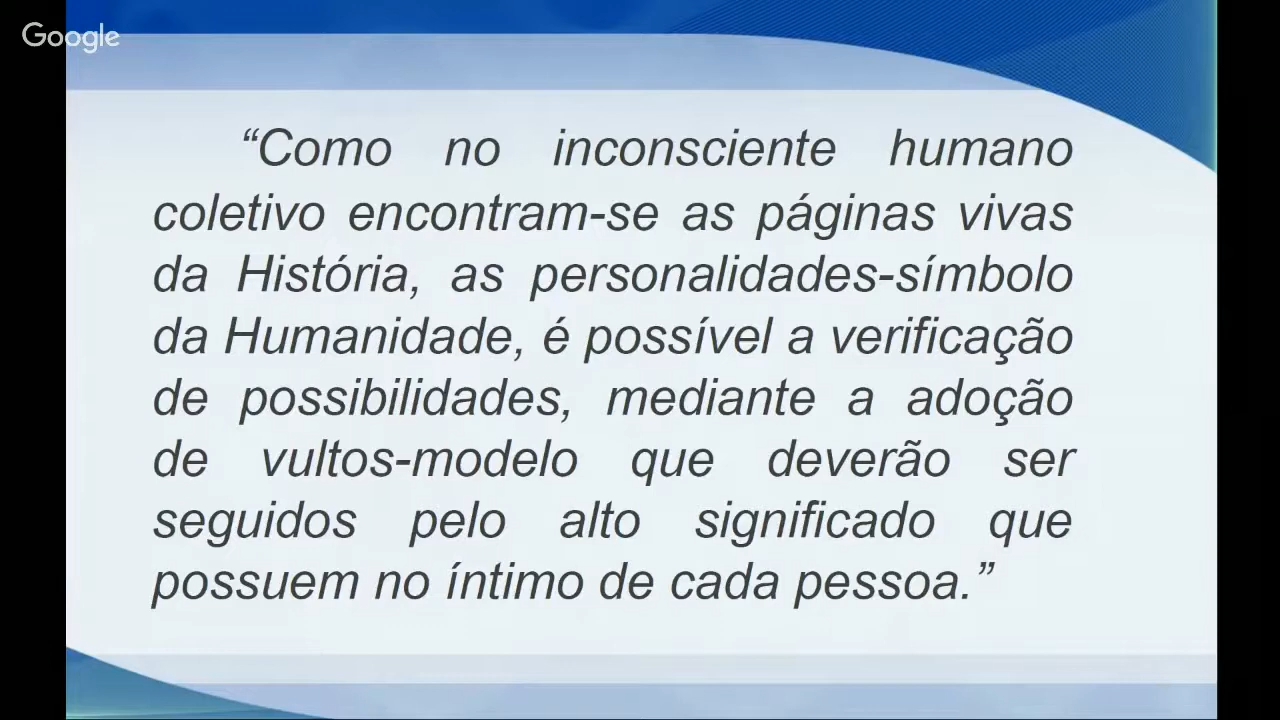 Google
“Como no inconsciente humano
coletivo encontram-se as páginas vivas
da História, as personalidades-símbolo
da Humanidade, é possível a verificação
de possibilidades, mediante a adoção
de vultos-modelo que deverão ser
seguidos pelo alto significado que
possuem no íntimo de cada pessoa.”